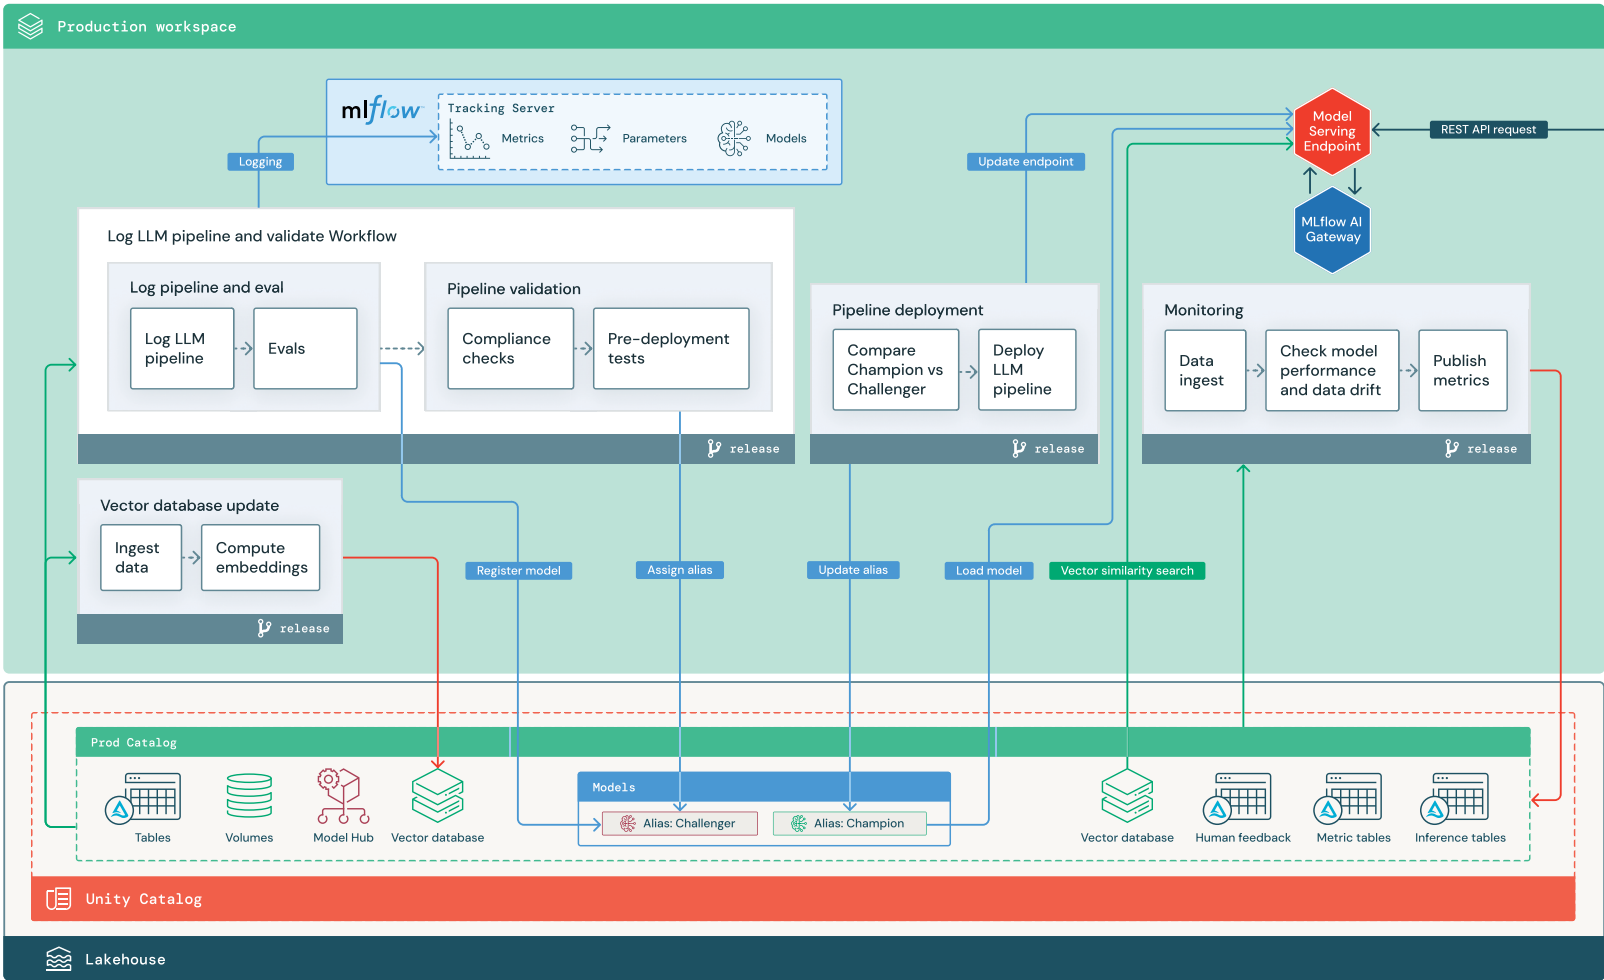 Production workspace
mlflow
Tracking Server
Metrics
Parameters
Models
Logging
Update endpoint
Model
Serving
Endpoint
REST API request
MLflow AI
Gateway
Log LLM pipeline and validate Workflow
Log pipeline and eval
Log LLM
pipeline
Evals
Pipeline validation
Compliance
checks
Pre-deployment
tests
release
Pipeline deployment
Compare
Champion vs
Challenger
Deploy
LLM
pipeline
release
Monitoring
Data
ingest
Check model
performance
and data drift
Publish
metrics
release
Vector database update
Ingest
data
Compute
embeddings
release
Register model
Assign alias
Update alias
Load model
Vector similarity search
Prod Catalog
Tables
Volumes
Model Hub
Vector database
Models
Alias: Challenger
Alias: Champion
Vector database
Human feedback
Metric tables
Inference tables
Unity Catalog
Lakehouse